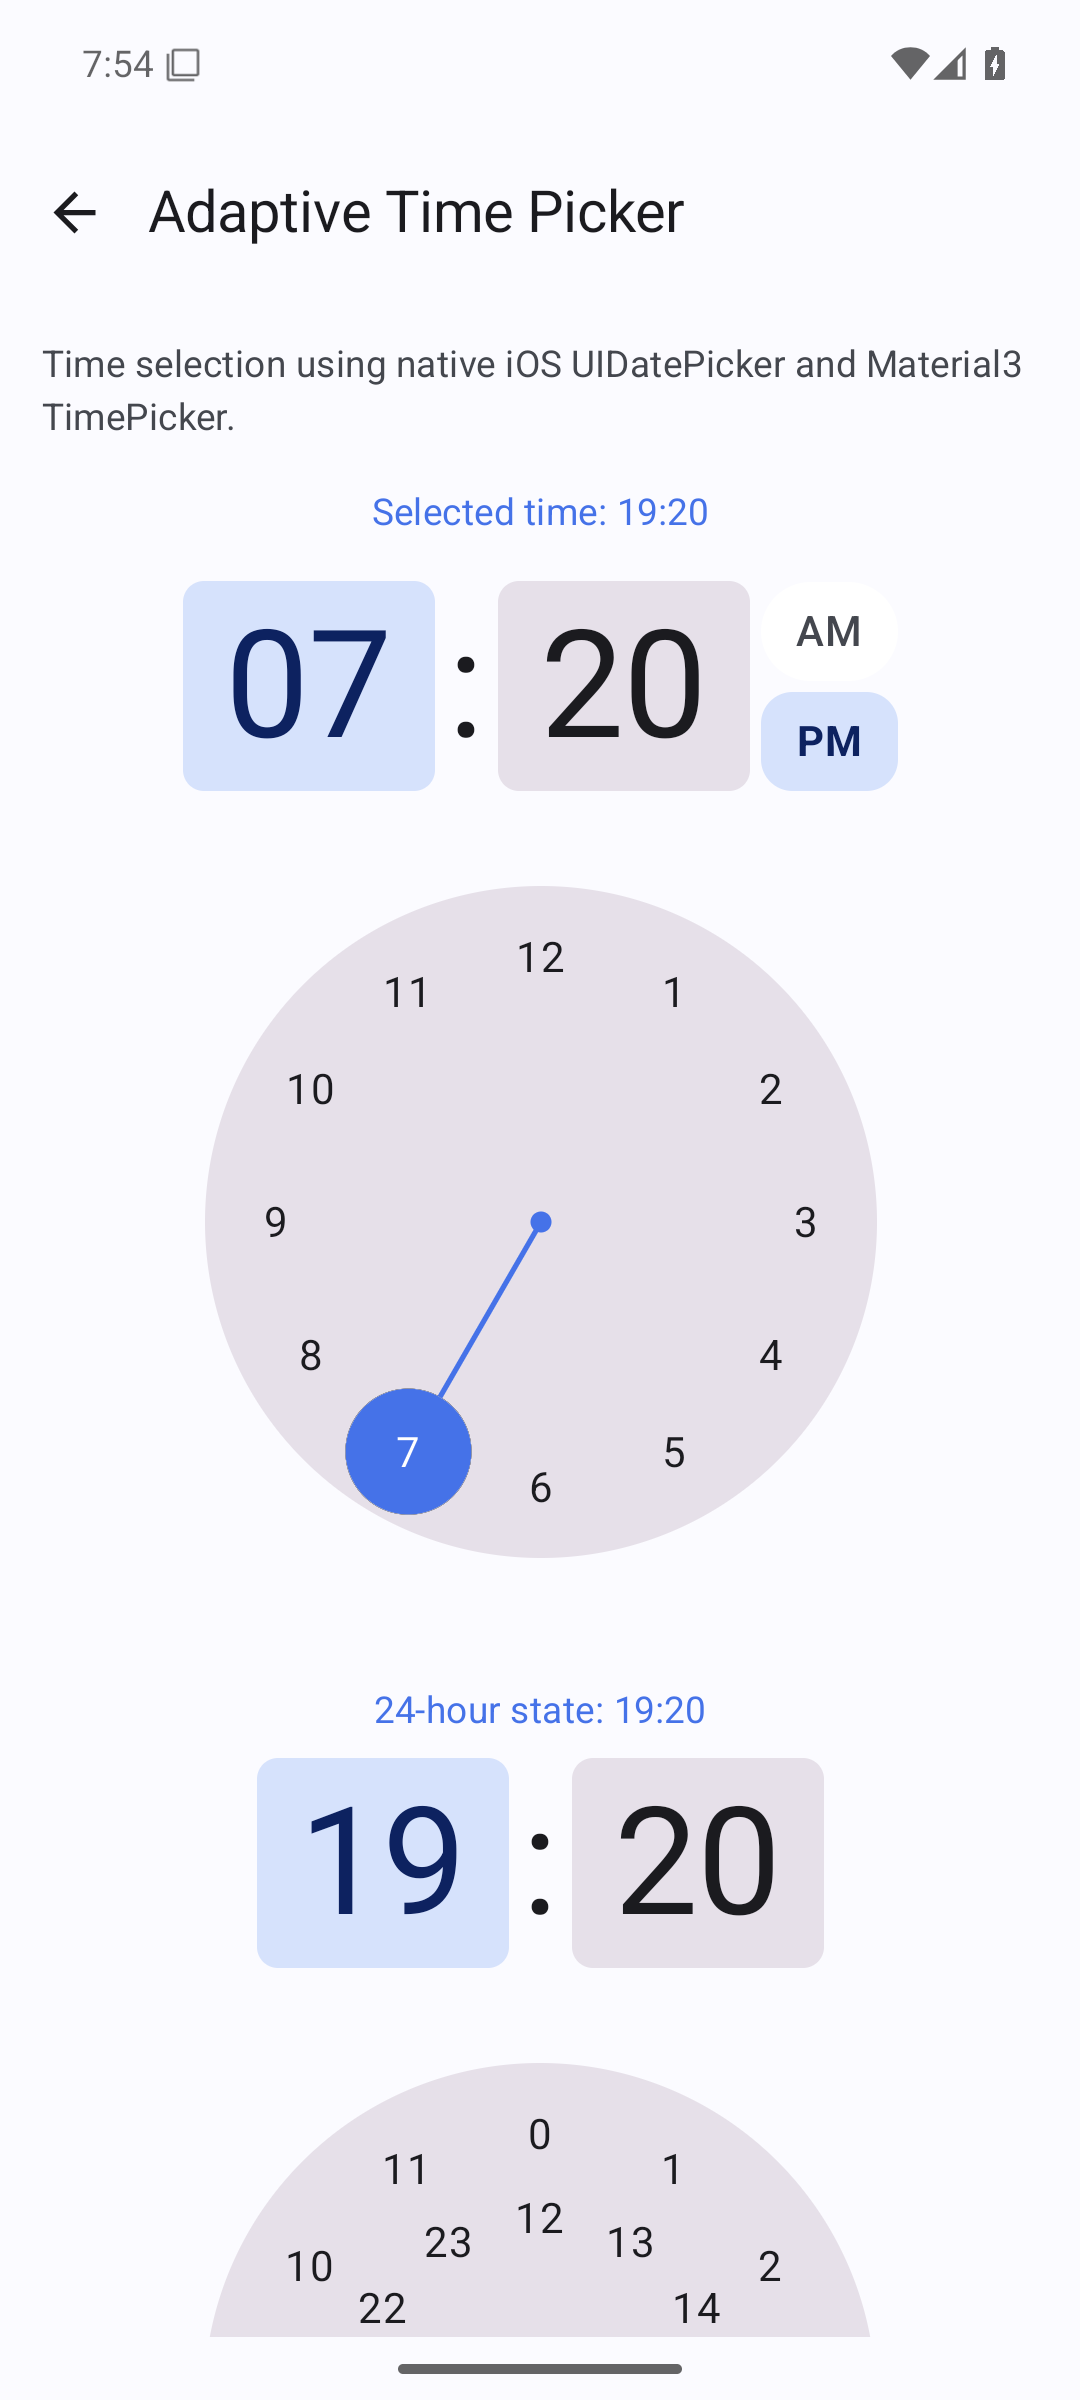 7:54
Adaptive Time Picker
Time selection using native iOS UIDatePicker and Material3
TimePicker.
Selected time: 19:20
07 : 20
AM
PM
12
11 1
10 2
9 3
8 4
7 5
6
24-hour state: 19:20
19 : 20
0
11 1
12
23 13
10 2
22 14